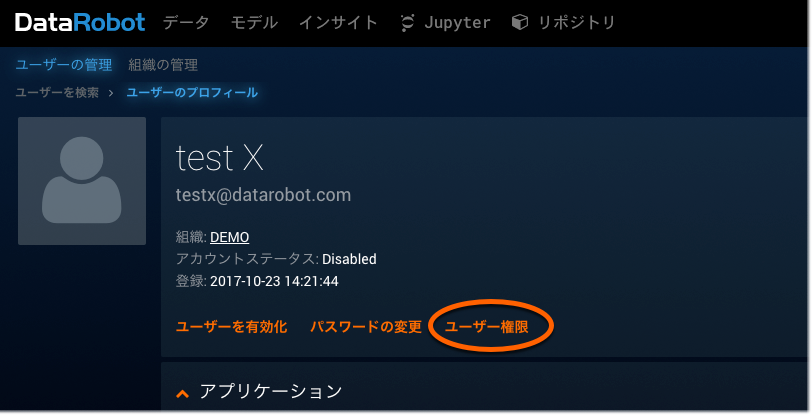 DataRobot データ モデル インサイト Jupyter リポジトリ
ユーザーの管理 組織の管理
ユーザーを検索 › ユーザーのプロフィール
test X
testx@datarobot.com
組織: DEMO
アカウントステータス: Disabled
登録: 2017-10-23 14:21:44
ユーザーを有効化 パスワードの変更 ユーザー権限
アプリケーション